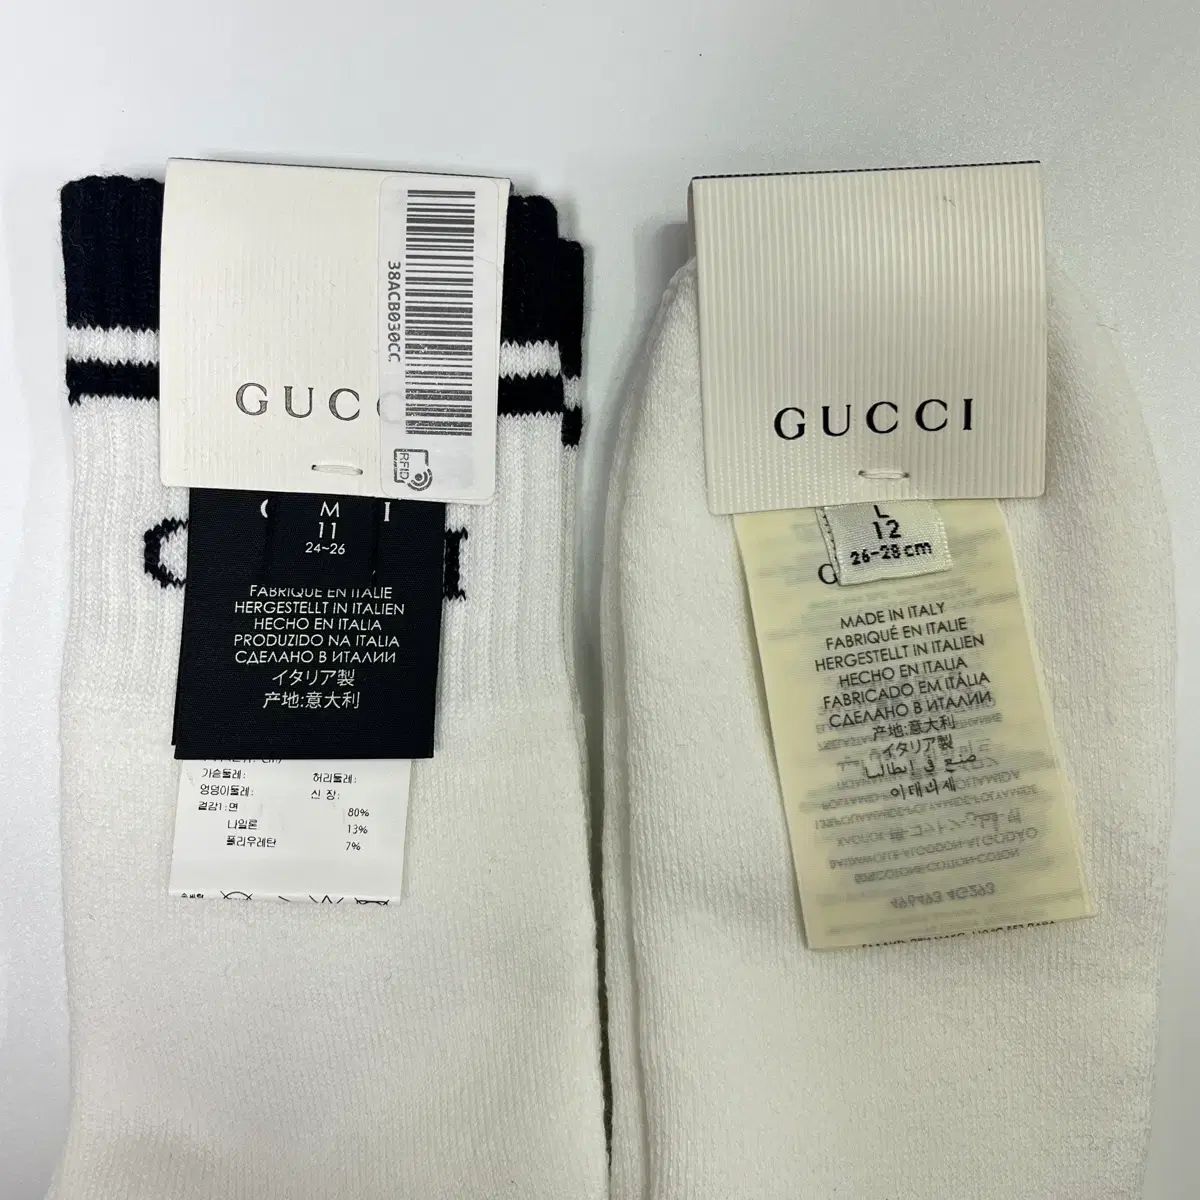 38ACB030CC
GUCC
RFID
M
11
24~26
FABRIQUÉ EN ITALIE
HERGESTELLT IN ITALIEN
HECHO EN ITALIA
PRODUZIDO NA ITALIA
СДЕЛАНО В ИТАЛИИ
イタリア製
产地:意大利
가슴둘레: 허리둘레:
엉덩이둘레: 신 장:
겉감1:면 80%
나일론 13%
폴리우레탄 7%
GUCCI
L
12
26-28cm
G
MADE IN ITALY
FABRIQUÉ EN ITALIE
HERGESTELLT IN ITALIEN
HECHO EN ITALIA
FABRICADO EM ITÁLIA
СДЕЛАНО В ИТАЛИИ
产地:意大利
イタリア製
صنع في إيطاليا
이태리제
496493 4G293